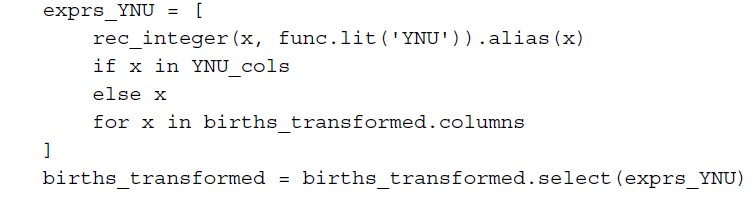 exprs_YNU = [
    rec_integer(x, func.lit('YNU')).alias(x)
    if x in YNU_cols
    else x
    for x in births_transformed.columns
]
births_transformed = births_transformed.select(exprs_YNU)